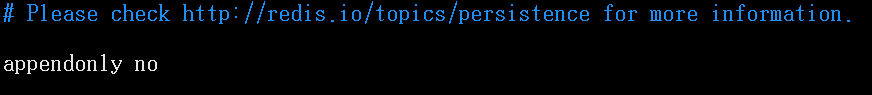 # Please check http://redis.io/topics/persistence for more information.
appendonly no